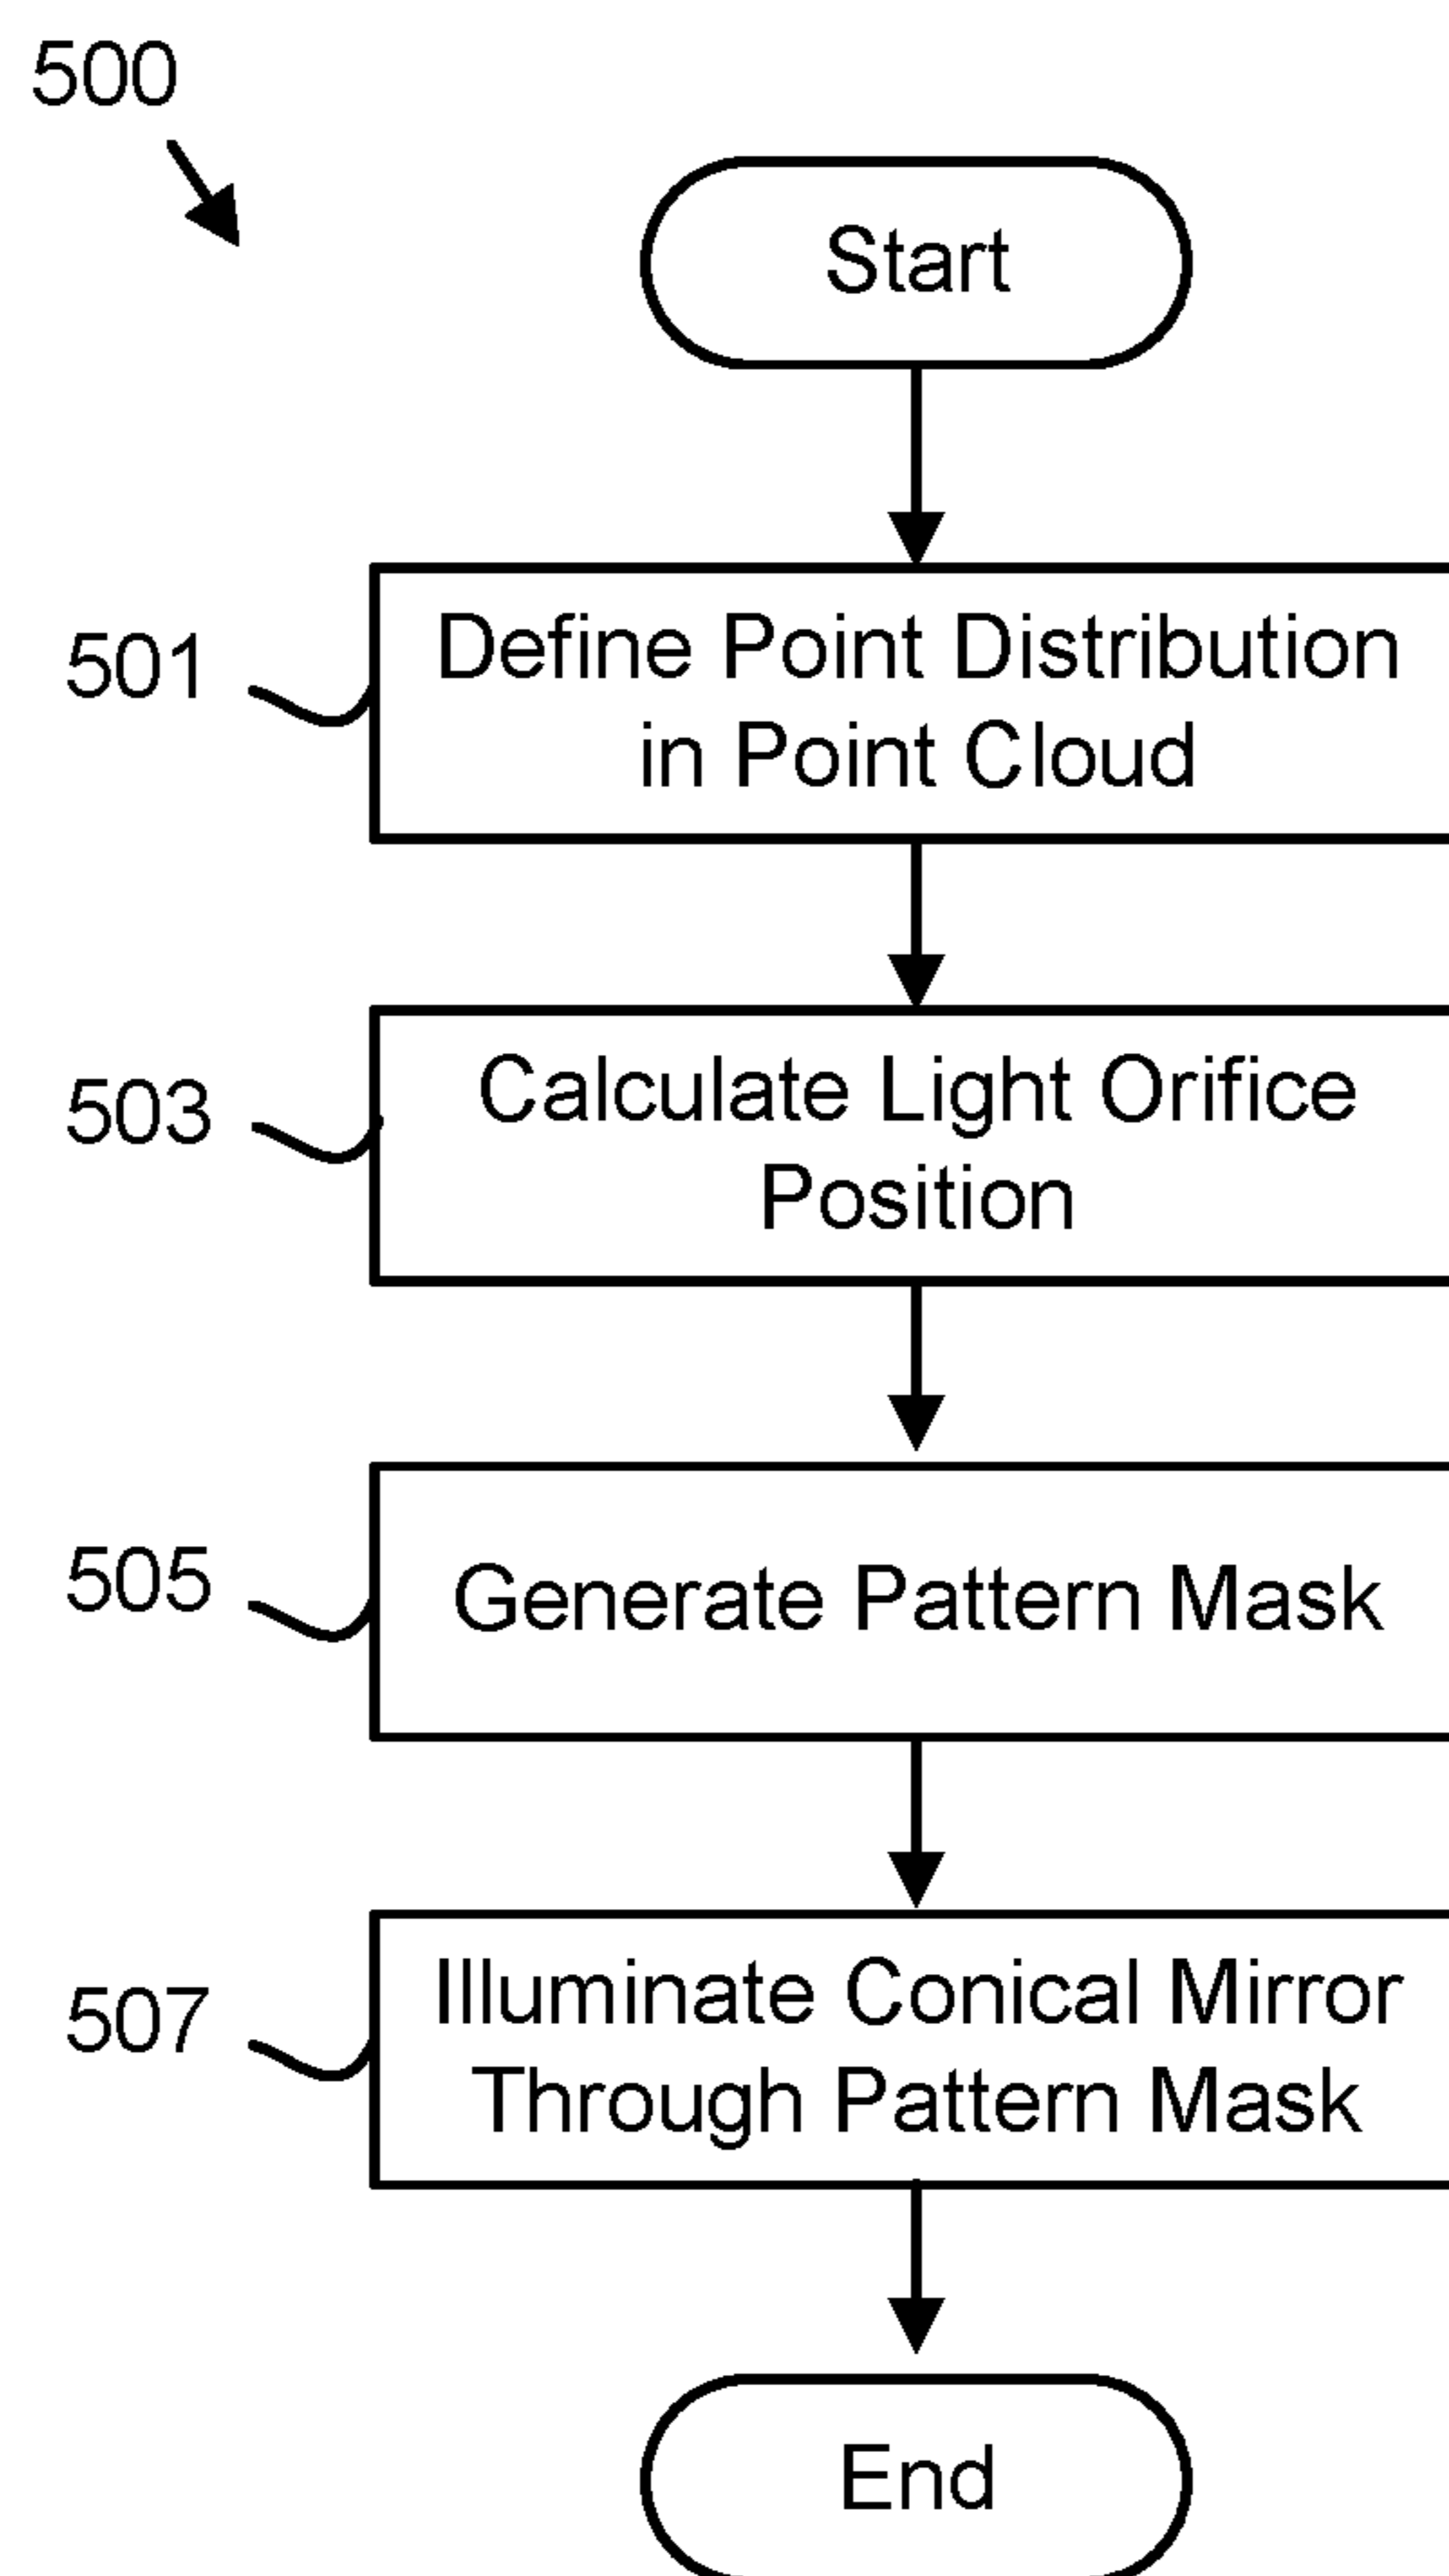 500
Start
501
Define Point Distribution
in Point Cloud
503
Calculate Light Orifice
Position
505
Generate Pattern Mask
507
Illuminate Conical Mirror
Through Pattern Mask
End